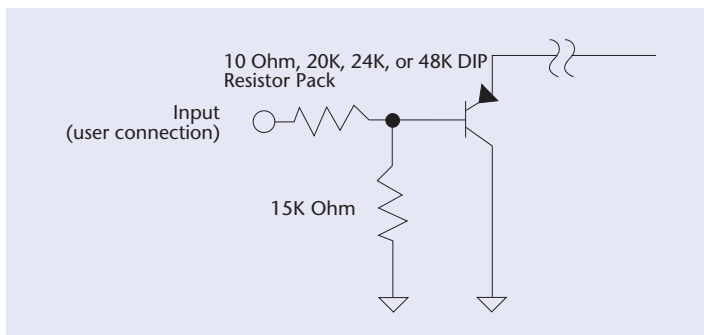 10 Ohm, 20K, 24K, or 48K DIP
Resistor Pack
Input
(user connection)
15K Ohm